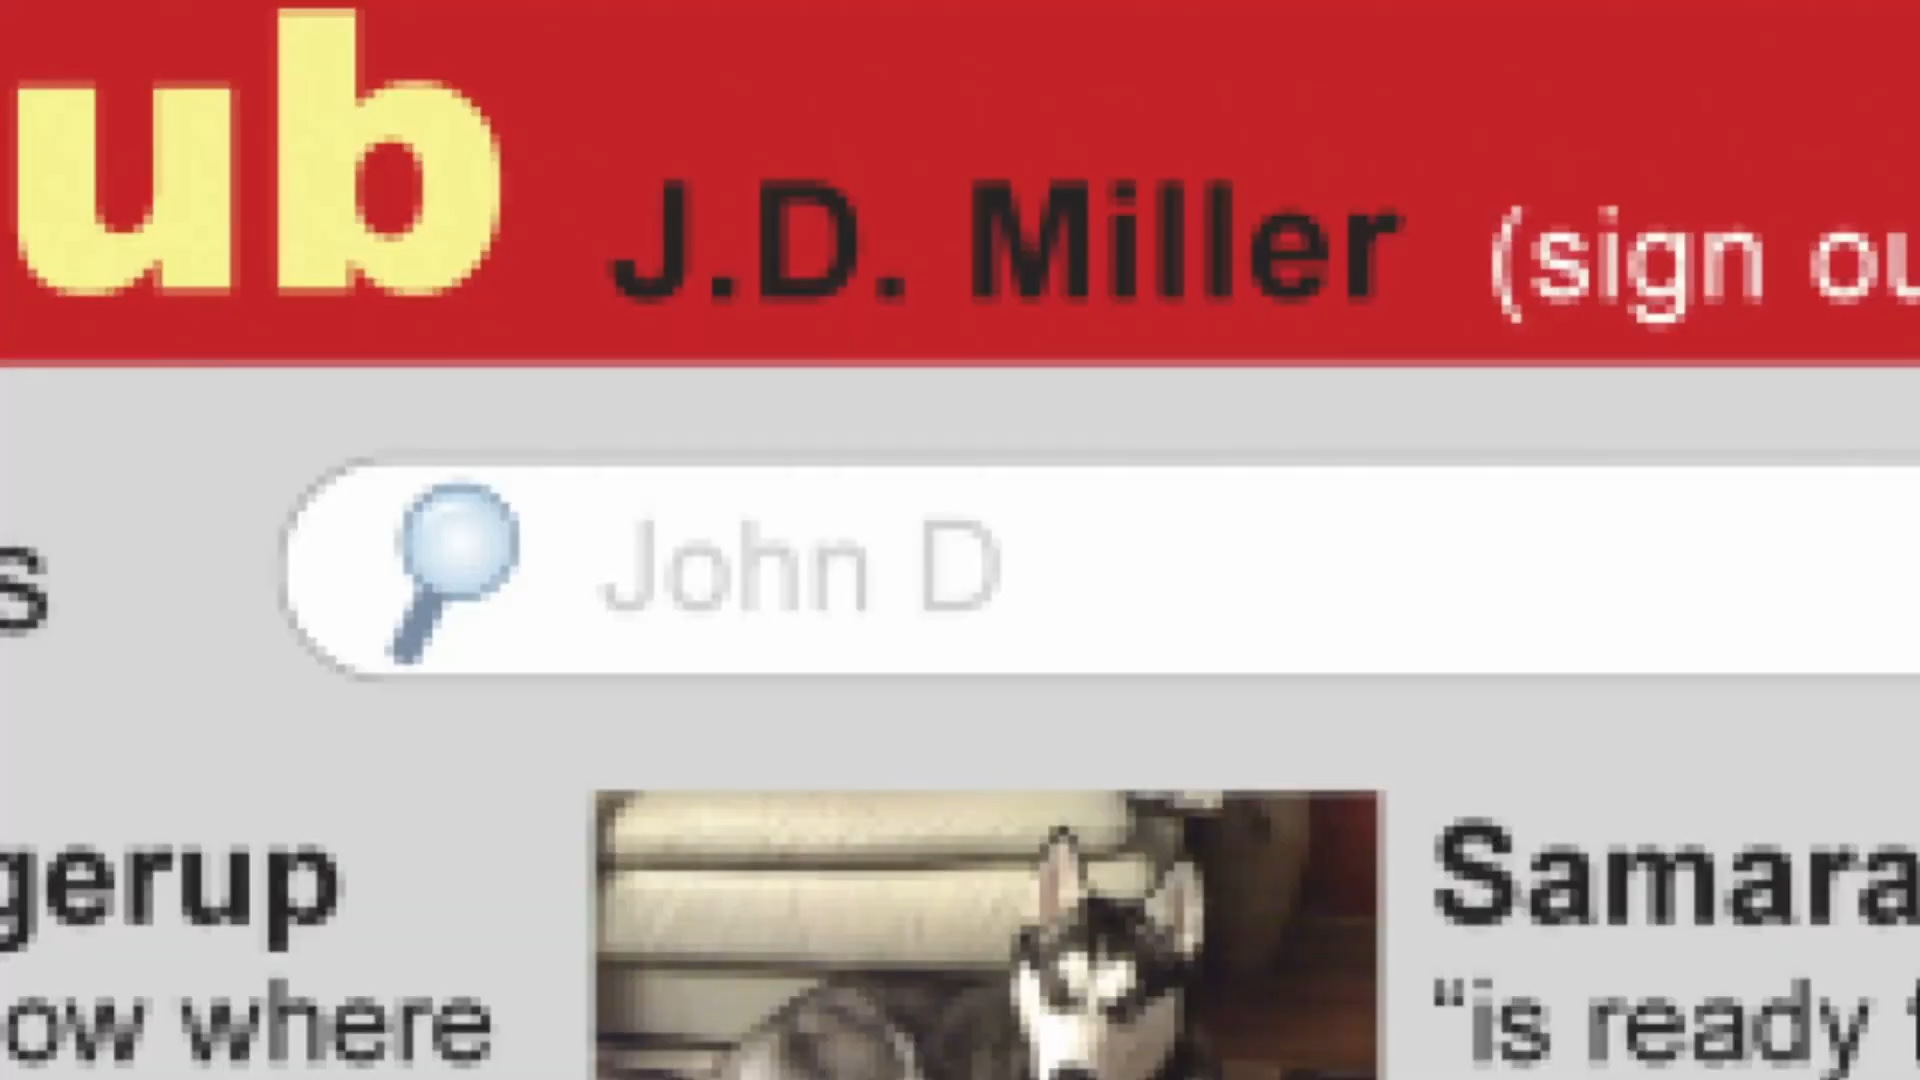 ub J.D. Miller (sign ou
s John D
gerup Samara
ow where "is ready